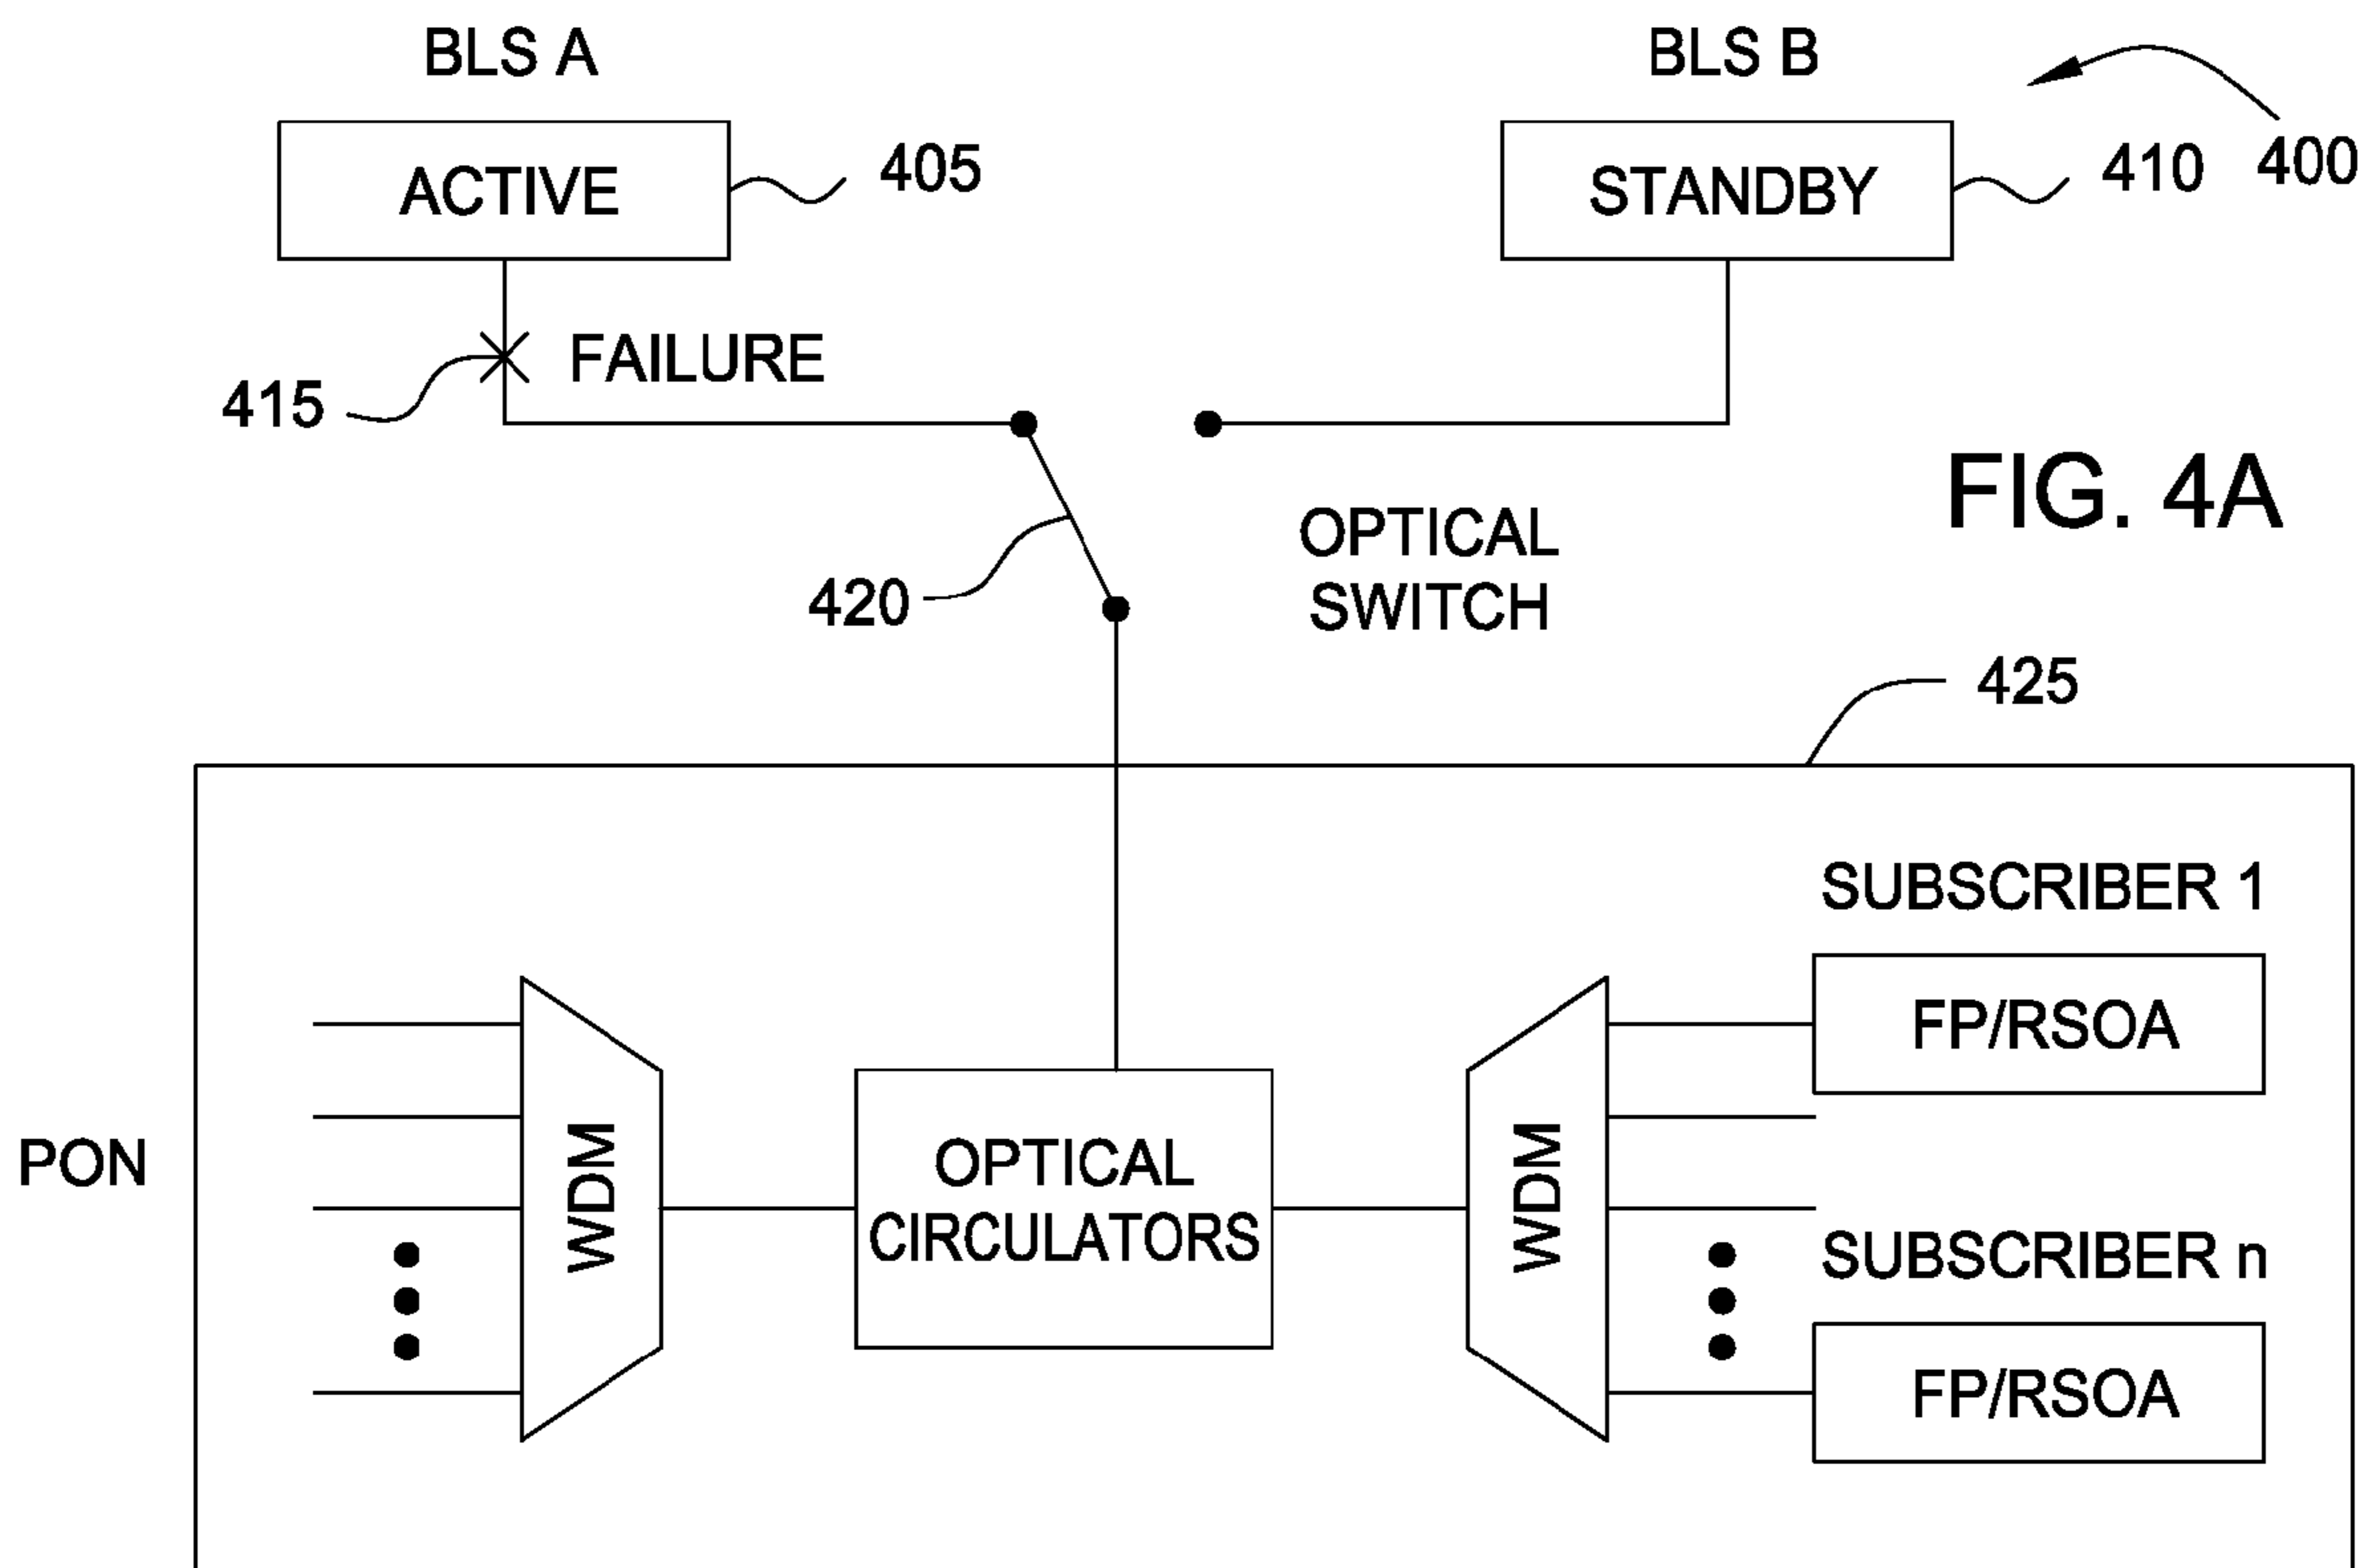 BLS A
BLS B
ACTIVE
405
STANDBY
410
400
415
FAILURE
FIG. 4A
420
OPTICAL
SWITCH
425
SUBSCRIBER 1
FP/RSOA
PON
WDM
OPTICAL
CIRCULATORS
WDM
SUBSCRIBER n
FP/RSOA